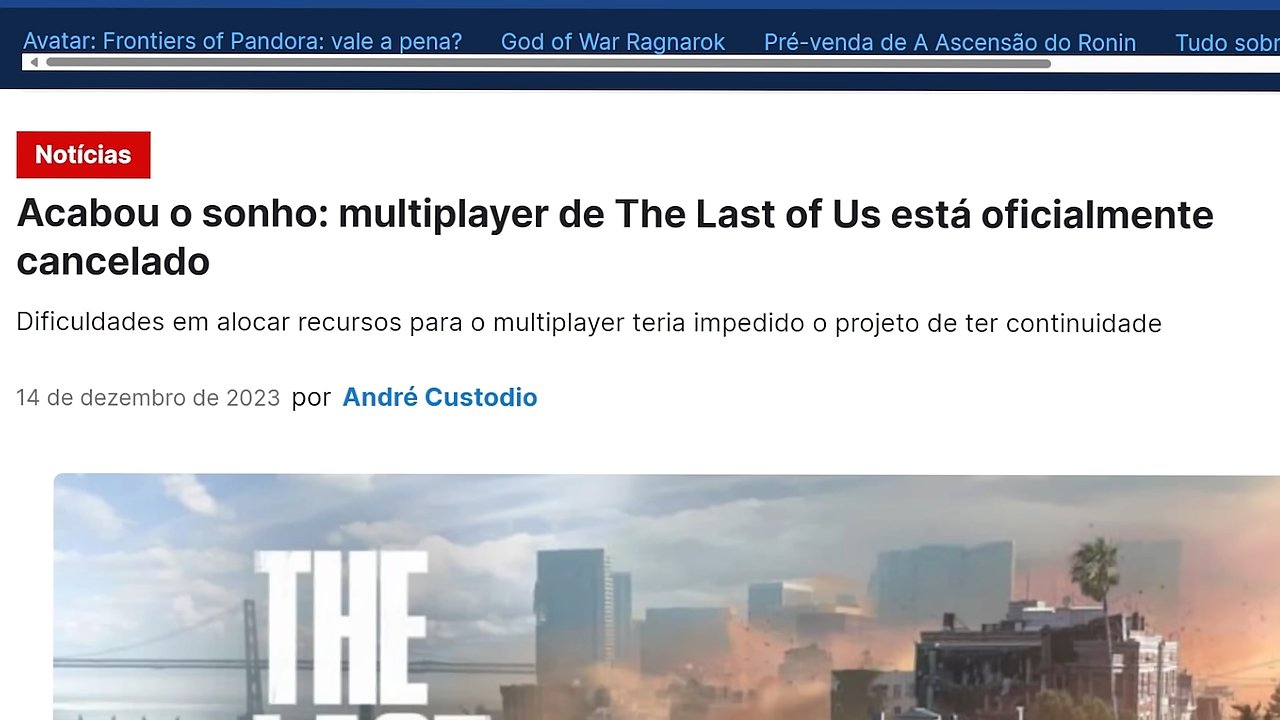 Avatar: Frontiers of Pandora: vale a pena? God of War Ragnarok Pré-venda de A Ascensão do Ronin Tudo sobr
Notícias
Acabou o sonho: multiplayer de The Last of Us está oficialmente
cancelado
Dificuldades em alocar recursos para o multiplayer teria impedido o projeto de ter continuidade
14 de dezembro de 2023 por André Custodio
THE
LAST